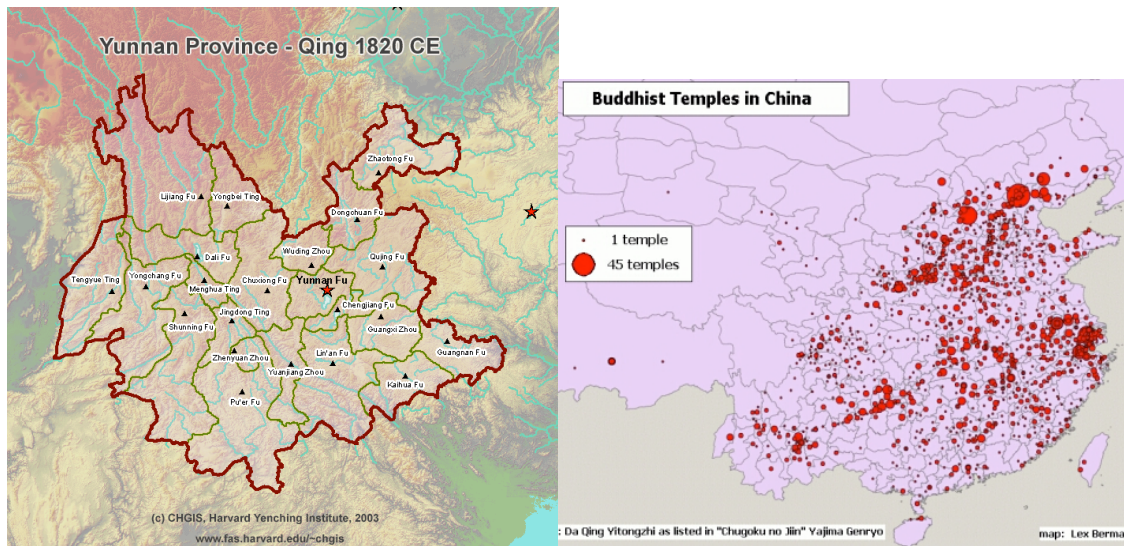 Yunnan Province - Qing 1820 CE
Zhaotong Fu
Lijiang Fu
Yongbei Ting
Dongchuan Fu
Wuding Zhou
Dali Fu
Qujing Fu
Tengyue Ting
Yongchang Fu
Chuxiong Fu
Yunnan Fu
Menghua Ting
Chengjiang Fu
Jingdong Ting
Shunning Fu
Guangxi Zhou
Zhenyuan Zhou
Lin'an Fu
Guangnan Fu
Yuanjiang Zhou
Kaihua Fu
Pu'er Fu
(c) CHGIS, Harvard Yenching Institute, 2003
www.fas.harvard.edu/~chgis
Buddhist Temples in China
1 temple
45 temples
: Da Qing Yitongzhi as listed in "Chugoku no Jiin" Yajima Genryo
map: Lex Berma